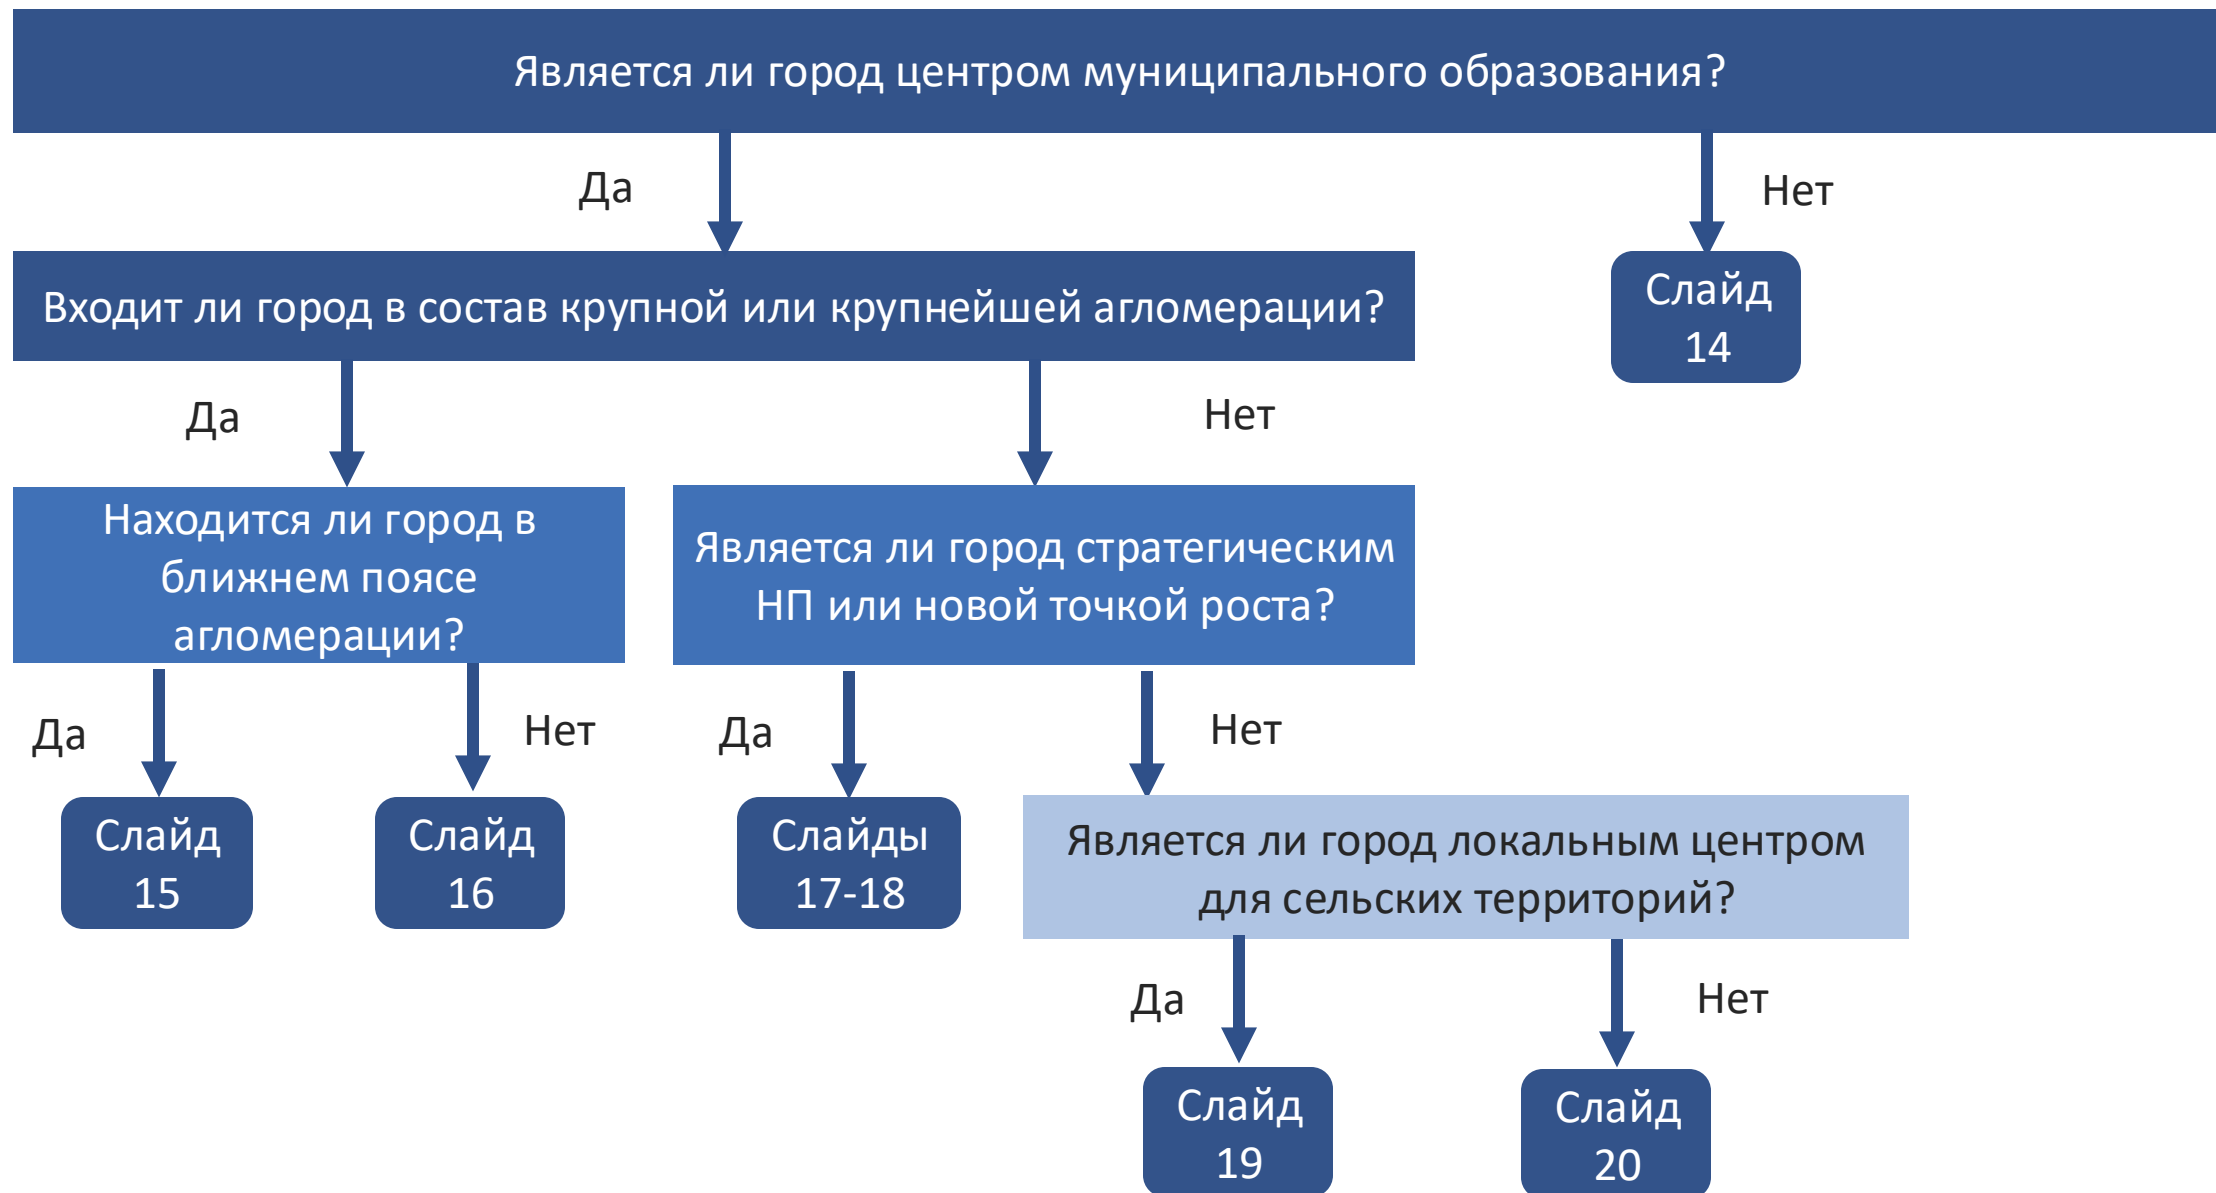 Является ли город центром муниципального образования?
Да
Нет
Входит ли город в состав крупной или крупнейшей агломерации?
Слайд
14
Да
Нет
Находится ли город в
ближнем поясе
агломерации?
Является ли город стратегическим
НП или новой точкой роста?
Да
Нет
Да
Нет
Слайд
15
Слайд
16
Слайды
17-18
Является ли город локальным центром
для сельских территорий?
Да
Нет
Слайд
19
Слайд
20